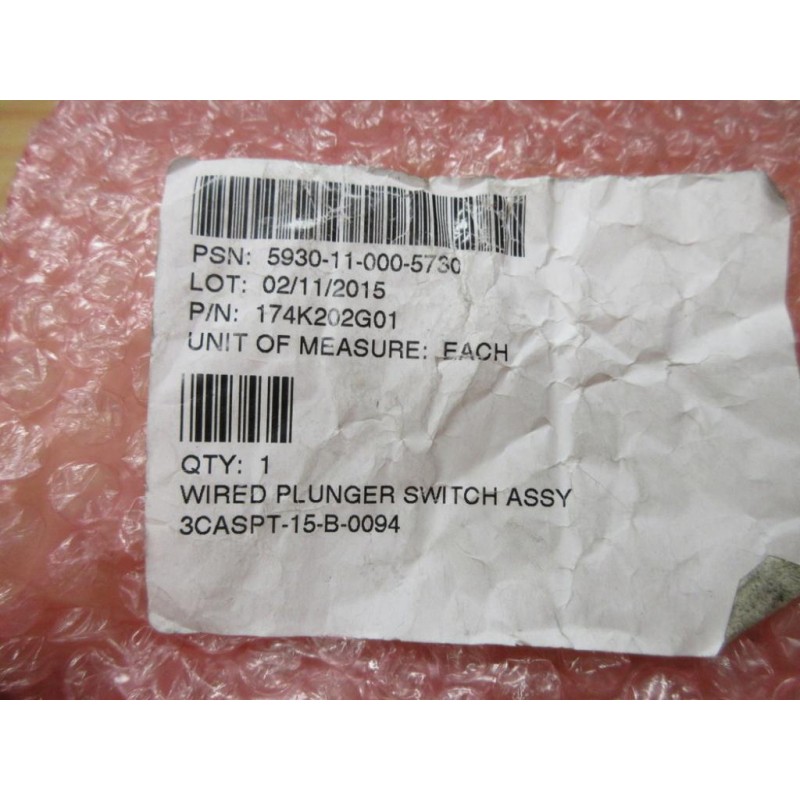 PSN: 5930-11-000-5730
LOT: 02/11/2015
P/N: 174K202G01
UNIT OF MEASURE: EACH
QTY: 1
WIRED PLUNGER SWITCH ASSY
3CASPT-15-B-0094